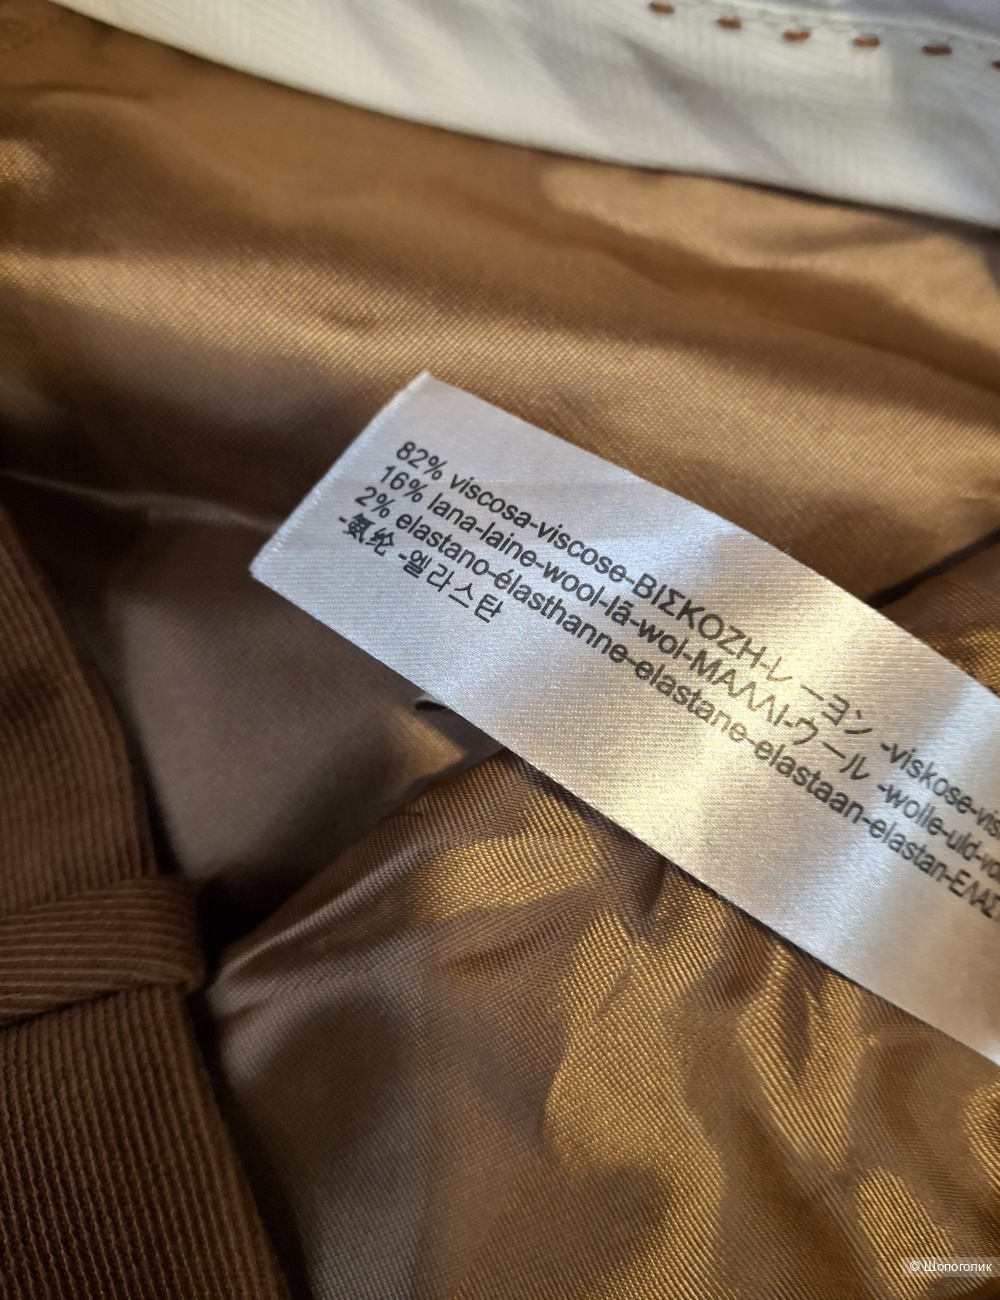 82% viscosa-viscose-ΒΙΣΚΟΖΗ-レーヨン -viskose-vis
16% lana-laine-wool-lã-wol-ΜΑΛΛΙ-ウール -wolle-uld-vo
2% elastano-élasthanne-elastane-elastaan-elastan-ΕΛΑΣ
-氨纶 -엘라스탄
© Шопоголик